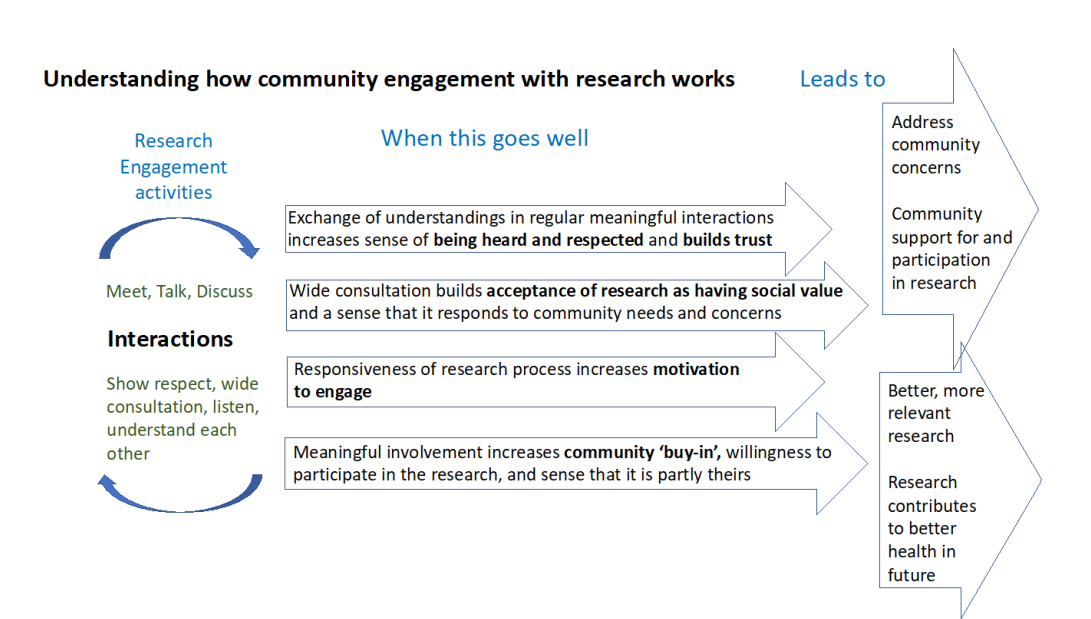 Understanding how community engagement with research works
Leads to
Research
Engagement
activities
When this goes well
Meet, Talk, Discuss
Interactions
Show respect, wide
consultation, listen,
understand each
other
Exchange of understandings in regular meaningful interactions
increases sense of being heard and respected and builds trust
Wide consultation builds acceptance of research as having social value
and a sense that it responds to community needs and concerns
Responsiveness of research process increases motivation
to engage
Meaningful involvement increases community ‘buy-in’, willingness to
participate in the research, and sense that it is partly theirs
Address
community
concerns
Community
support for and
participation
in research
Better, more
relevant
research
Research
contributes
to better
health in
future